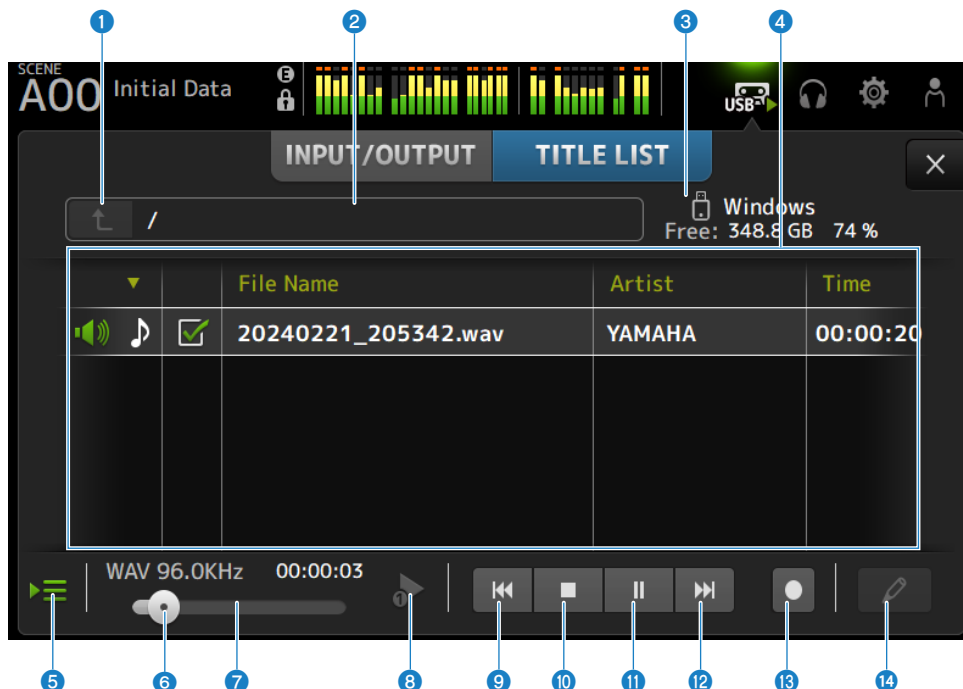 1 2 3 4
SCENE
A00 Initial Data E USB
INPUT/OUTPUT TITLE LIST
/ Windows
Free: 348.8 GB 74 %
File Name Artist Time
20240221_205342.wav YAMAHA 00:00:20
WAV 96.0KHz 00:00:03
1
5 6 7 8 9 10 11 12 13 14